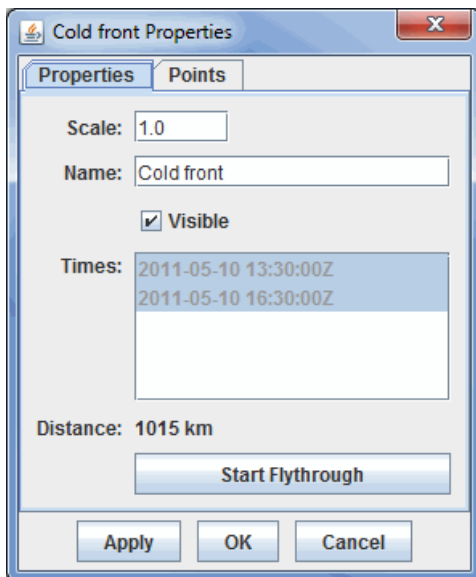 Cold front Properties
Properties Points
Scale: 1.0
Name: Cold front
Visible
Times: 2011-05-10 13:30:00Z
2011-05-10 16:30:00Z
Distance: 1015 km
Start Flythrough
Apply OK Cancel